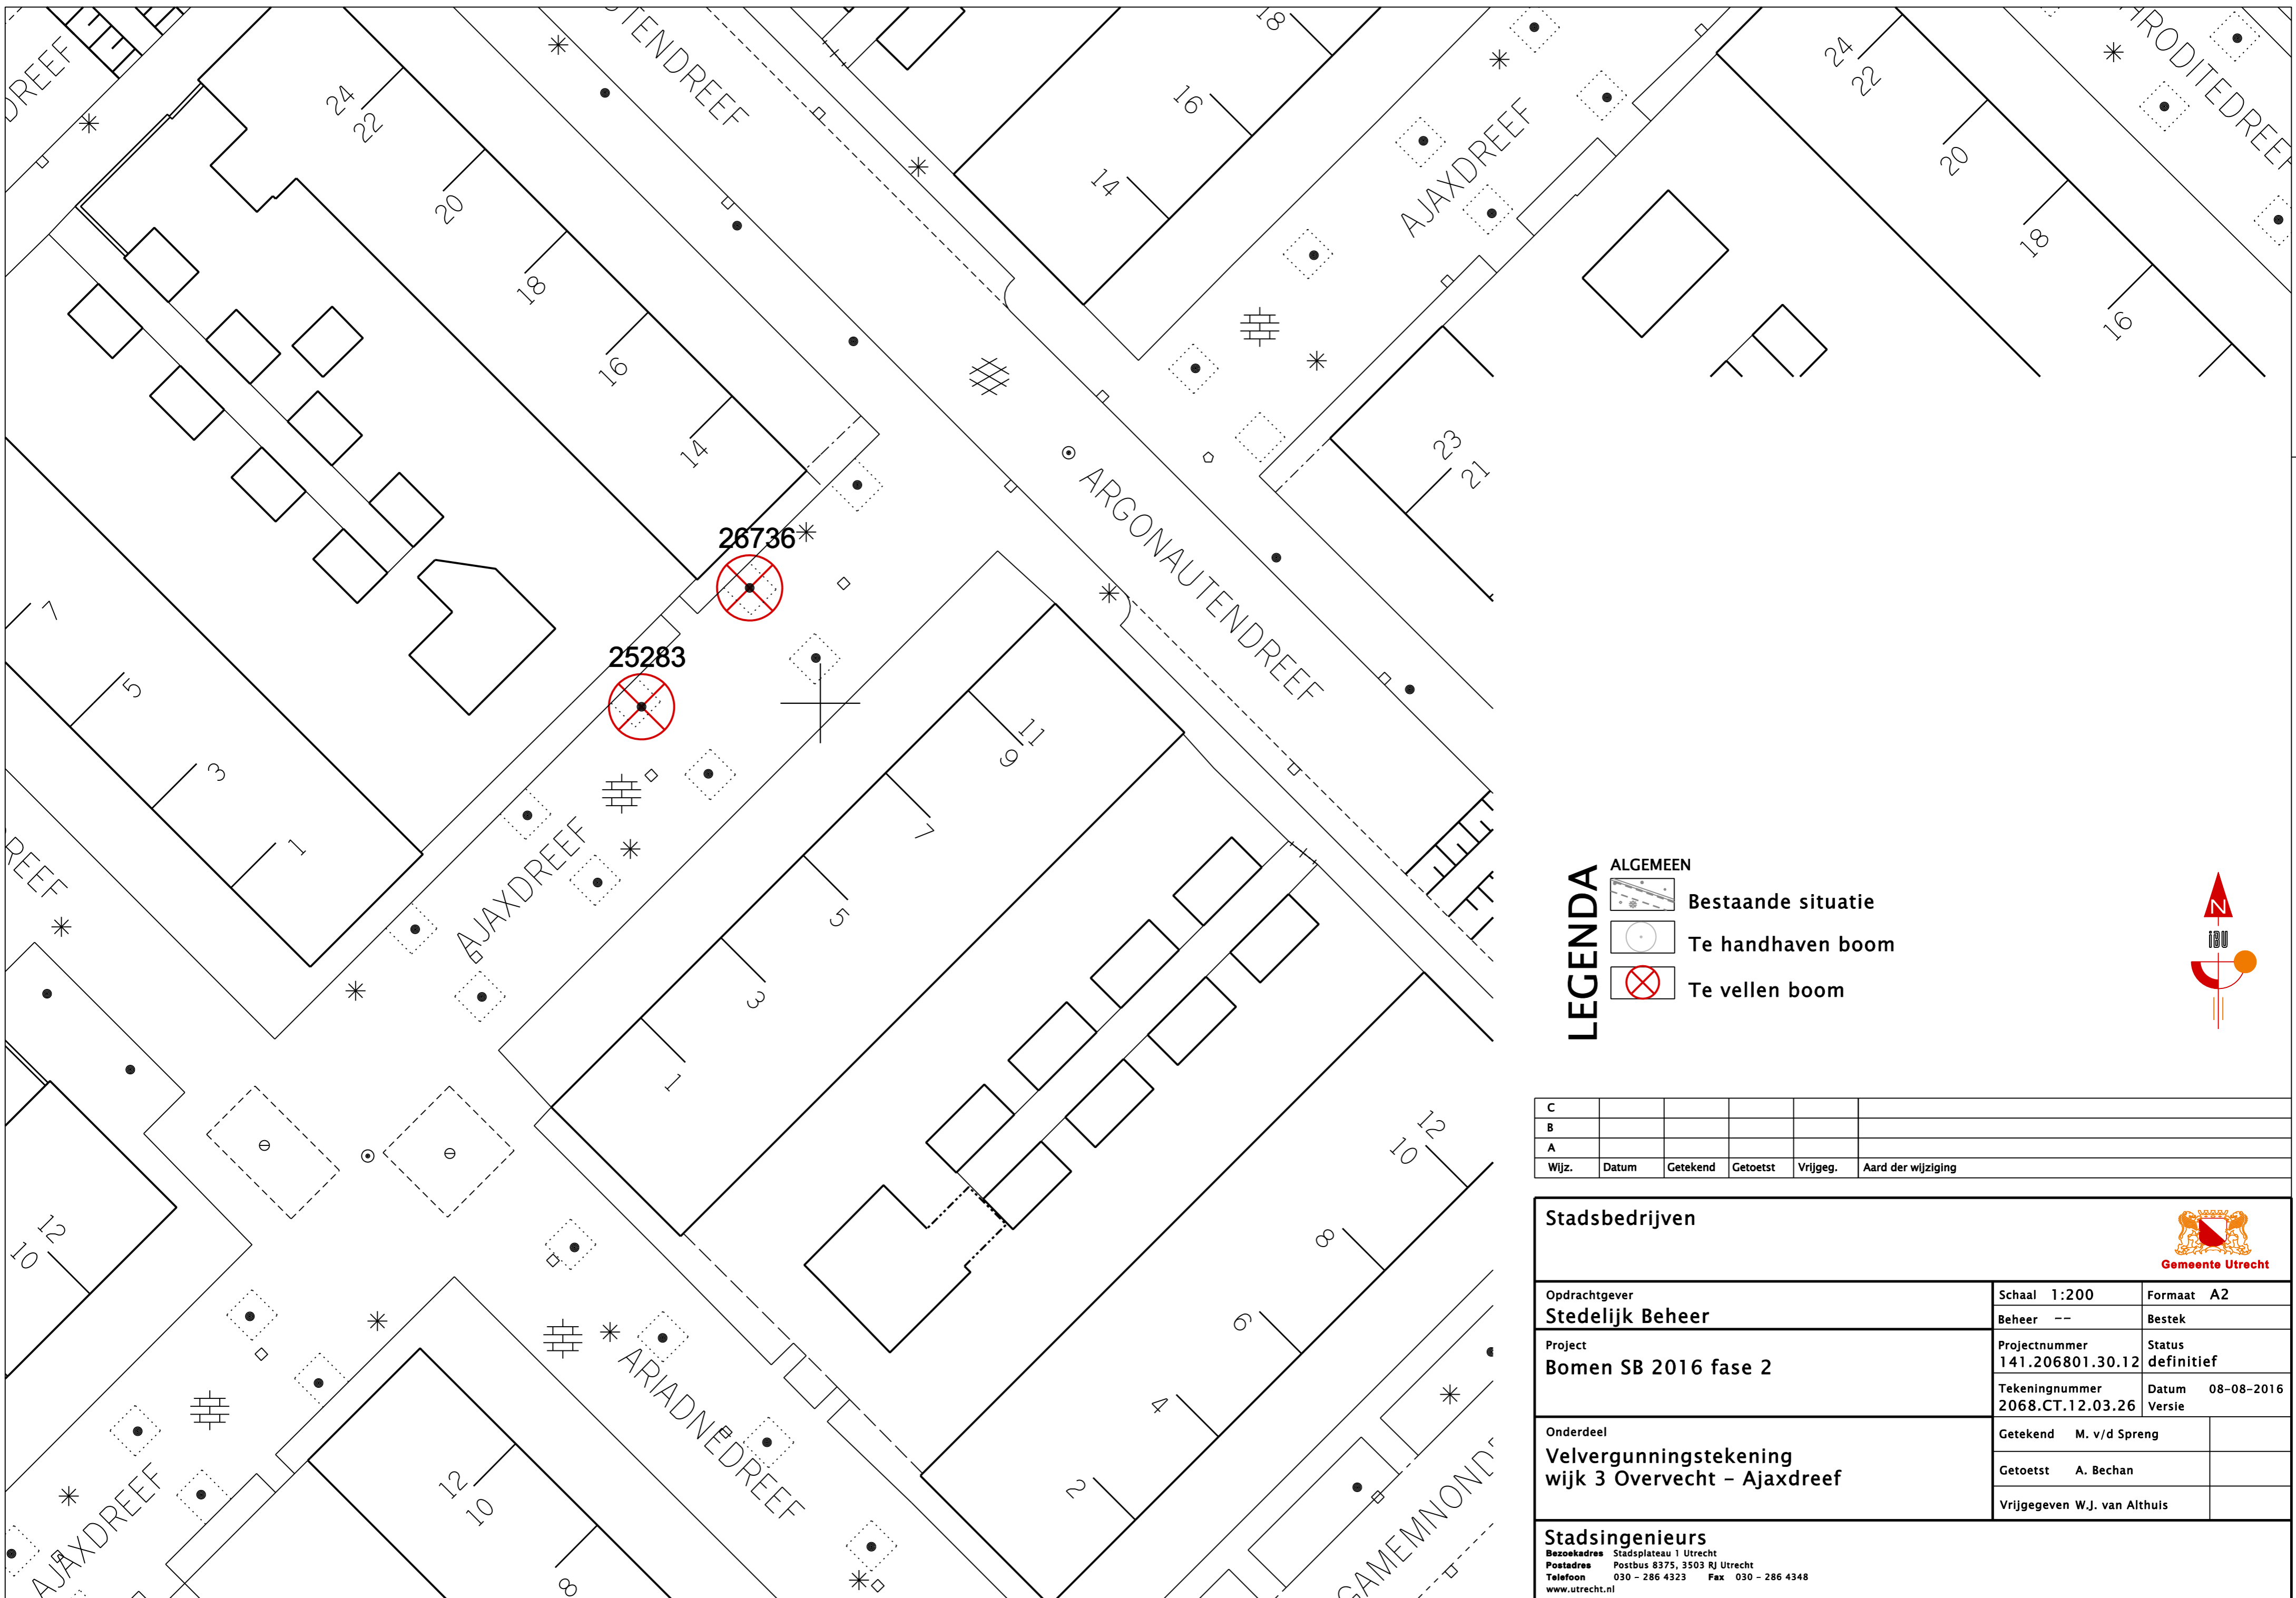 DREEF
24
22
20
18
16
14
TENDREEF
18
16
14
AJAXDREEF
24
22
20
18
16
RODITEDREEF
23
21
ARGONAUTENDREEF
26736
25283
7
5
3
1
REEF
AJAXDREEF
11
9
7
5
3
1
12
10
8
6
4
2
12
10
ARIADNEDREEF
AJAXDREEF
12
10
8
GAMEMNOND
LEGENDA
ALGEMEEN
Bestaande situatie
Te handhaven boom
Te vellen boom
N
IBU
C
B
A
Wijz. Datum Getekend Getoetst Vrijgeg. Aard der wijziging
Stadsbedrijven
Gemeente Utrecht
Opdrachtgever
Stedelijk Beheer
Schaal 1:200 Formaat A2
Beheer -- Bestek
Project
Bomen SB 2016 fase 2
Projectnummer Status
141.206801.30.12 definitief
Tekeningnummer Datum 08-08-2016
2068.CT.12.03.26 Versie
Onderdeel
Velvergunningstekening
wijk 3 Overvecht - Ajaxdreef
Getekend M. v/d Spreng
Getoetst A. Bechan
Vrijgegeven W.J. van Althuis
Stadsingenieurs
Bezoekadres Stadsplateau 1 Utrecht
Postadres Postbus 8375, 3503 RJ Utrecht
Telefoon 030 - 286 4323 Fax 030 - 286 4348
www.utrecht.nl